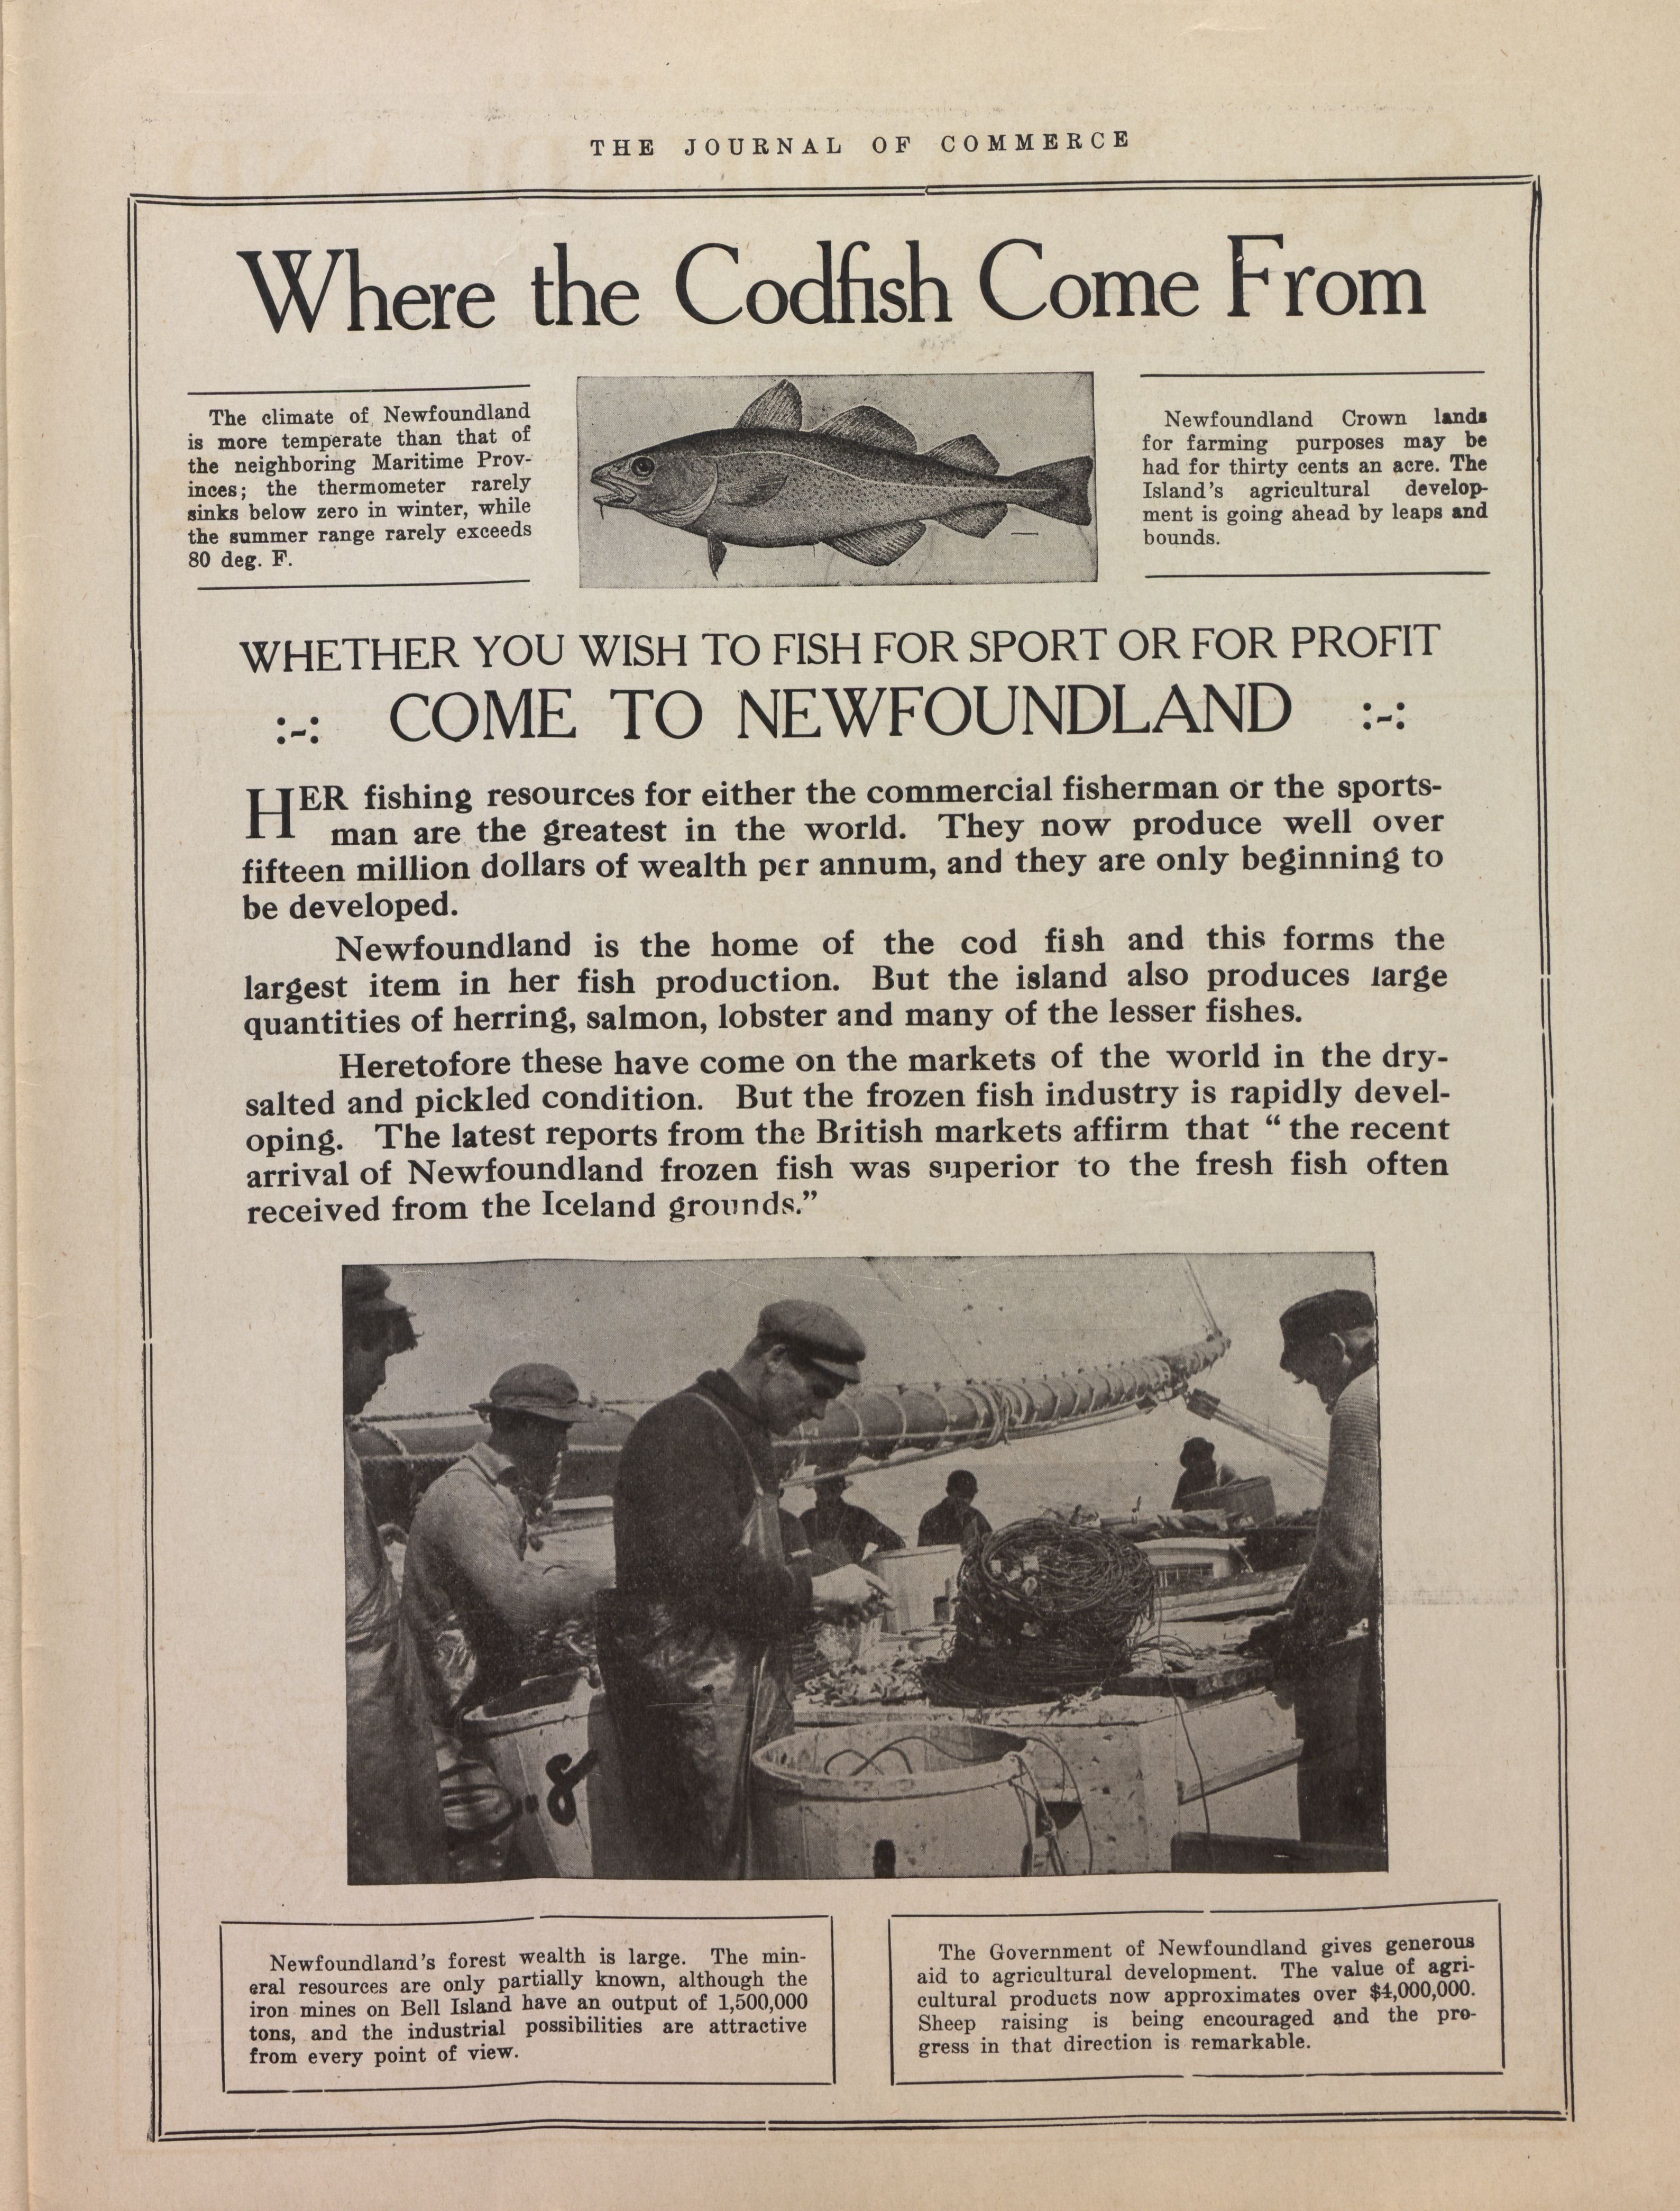 THE JOURNAL OF COMMERCE
Where the Codfish Come From
The climate of Newfoundland
is more temperate than that of
the neighboring Maritime Prov-
inces; the thermometer rarely
sinks below zero in winter, while
the summer range rarely exceeds
80 deg. F.
Newfoundland Crown lands
for farming purposes may be
had for thirty cents an acre. The
Island's agricultural develop-
ment is going ahead by leaps and
bounds.
WHETHER YOU WISH TO FISH FOR SPORT OR FOR PROFIT
:-: COME TO NEWFOUNDLAND :-:
HER fishing resources for either the commercial fisherman or the sports-
man are the greatest in the world. They now produce well over
fifteen million dollars of wealth per annum, and they are only beginning to
be developed.
Newfoundland is the home of the cod fish and this forms the
largest item in her fish production. But the island also produces large
quantities of herring, salmon, lobster and many of the lesser fishes.
Heretofore these have come on the markets of the world in the dry-
salted and pickled condition. But the frozen fish industry is rapidly devel-
oping. The latest reports from the British markets affirm that “the recent
arrival of Newfoundland frozen fish was superior to the fresh fish often
received from the Iceland grounds.”
8
Newfoundland's forest wealth is large. The min-
eral resources are only partially known, although the
iron mines on Bell Island have an output of 1,500,000
tons, and the industrial possibilities are attractive
from every point of view.
The Government of Newfoundland gives generous
aid to agricultural development. The value of agri-
cultural products now approximates over $4,000,000.
Sheep raising is being encouraged and the pro-
gress in that direction is remarkable.